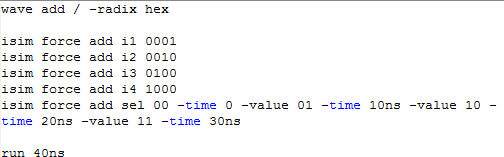 wave add / -radix hex
isim force add i1 0001
isim force add i2 0010
isim force add i3 0100
isim force add i4 1000
isim force add sel 00 -time 0 -value 01 -time 10ns -value 10 -
time 20ns -value 11 -time 30ns
run 40ns